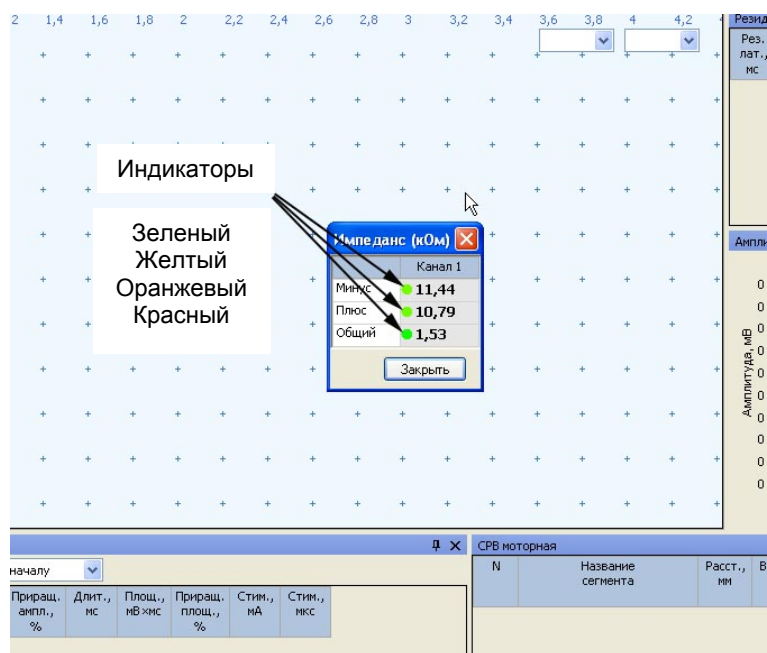 2 1,4 1,6 1,8 2 2,2 2,4 2,6 2,8 3 3,2 3,4 3,6 3,8 4 4,2
Рез.
лат.,
мс
Индикаторы
Зеленый
Желтый
Оранжевый
Красный
Импеданс (кОм)
Канал 1
Минус 11,44
Плюс 10,79
Общий 1,53
Закрыть
Ампли
Амплитуда, мВ
0
0
0
0
0
0
0
0
0
0
началу
Приращ. ампл., %
Длит., мс
Площ., мВ×мс
Приращ. площ., %
Стим., мА
Стим., мкс
СРВ моторная
N
Название сегмента
Расст., мм
В